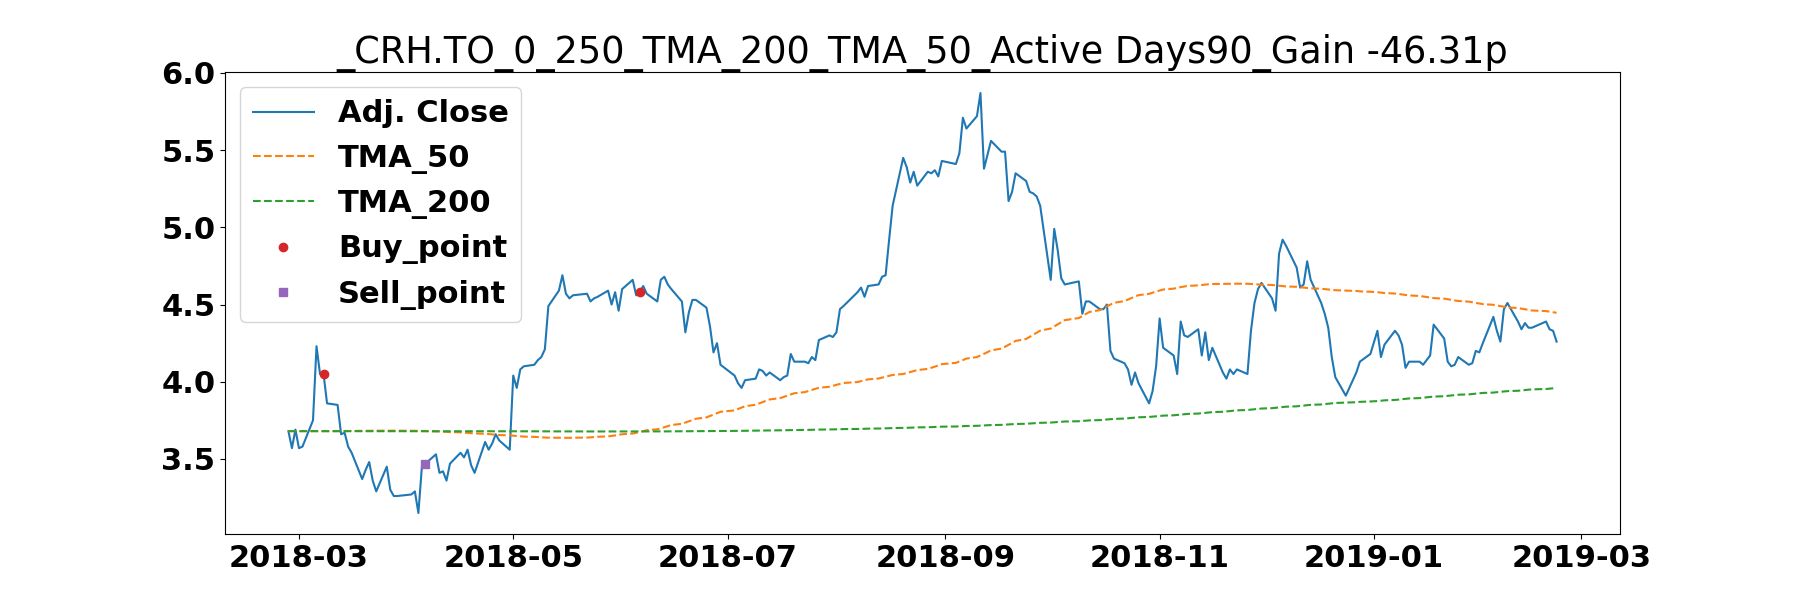 _CRH.TO_0_250_TMA_200_TMA_50_Active Days90_Gain -46.31p
6.0
5.5
5.0
4.5
4.0
3.5
Adj. Close
TMA_50
TMA_200
Buy_point
Sell_point
2018-03 2018-05 2018-07 2018-09 2018-11 2019-01 2019-03